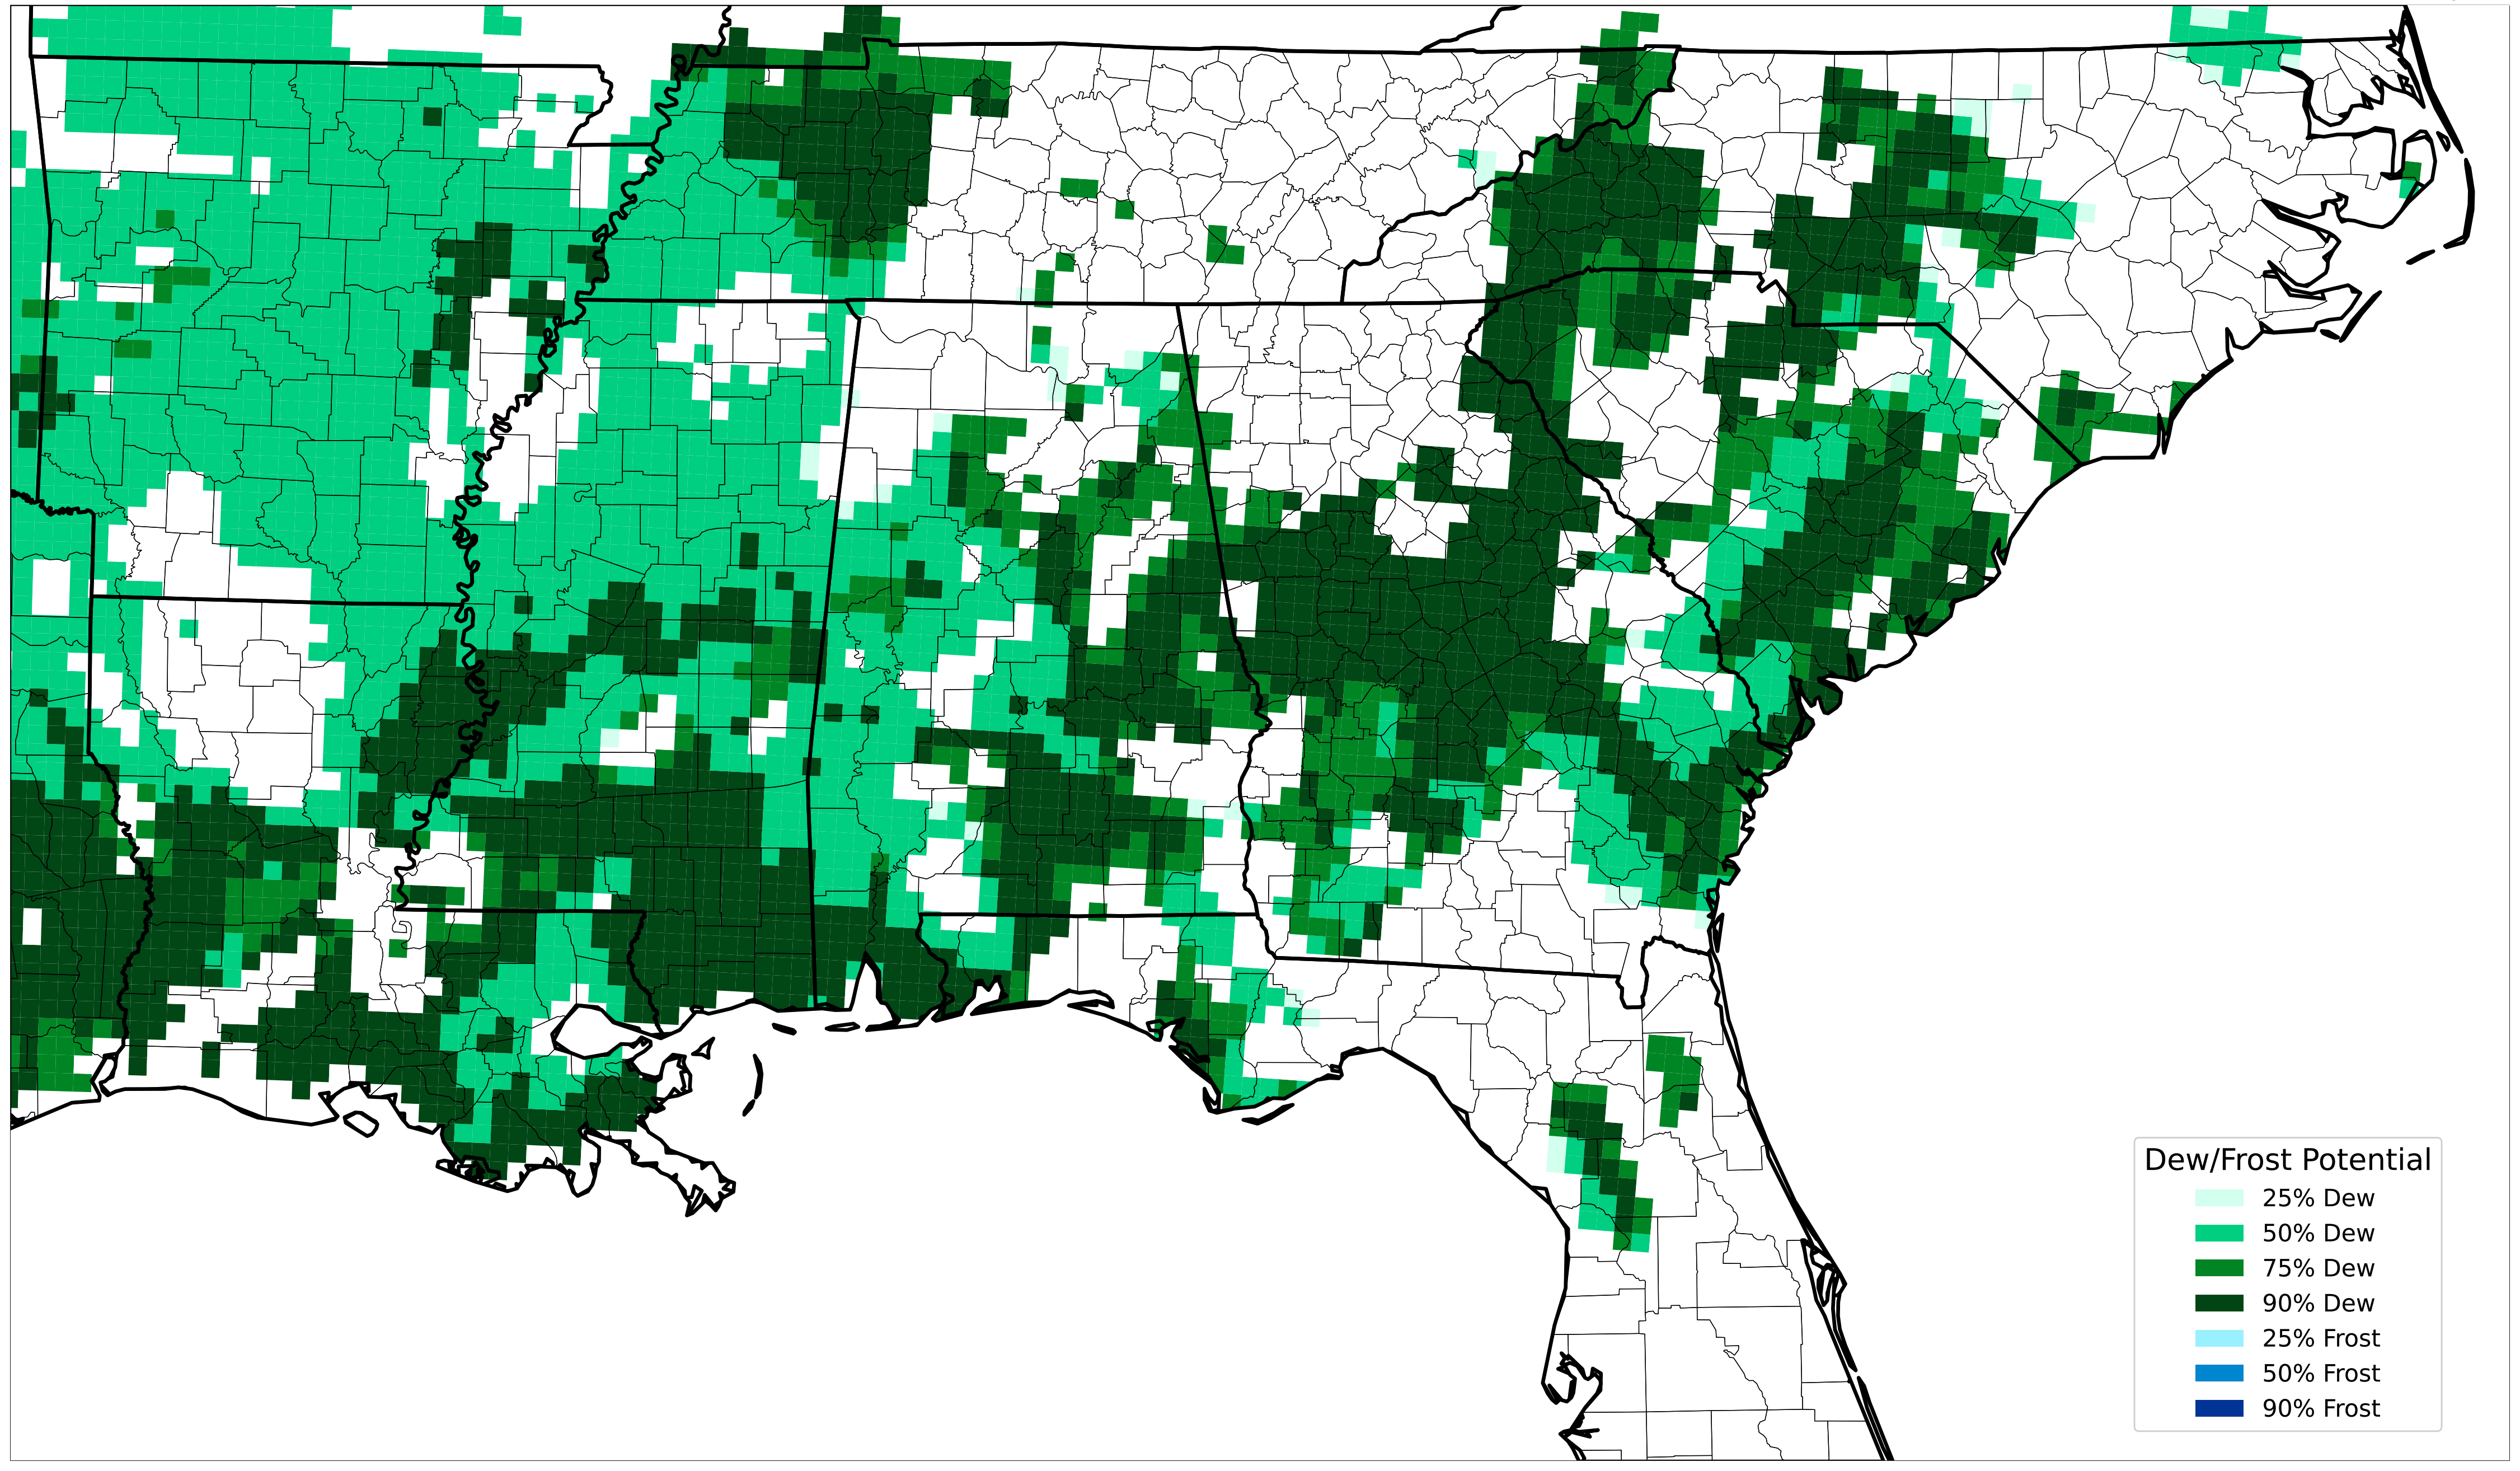 Dew/Frost Potential
25% Dew
50% Dew
75% Dew
90% Dew
25% Frost
50% Frost
90% Frost